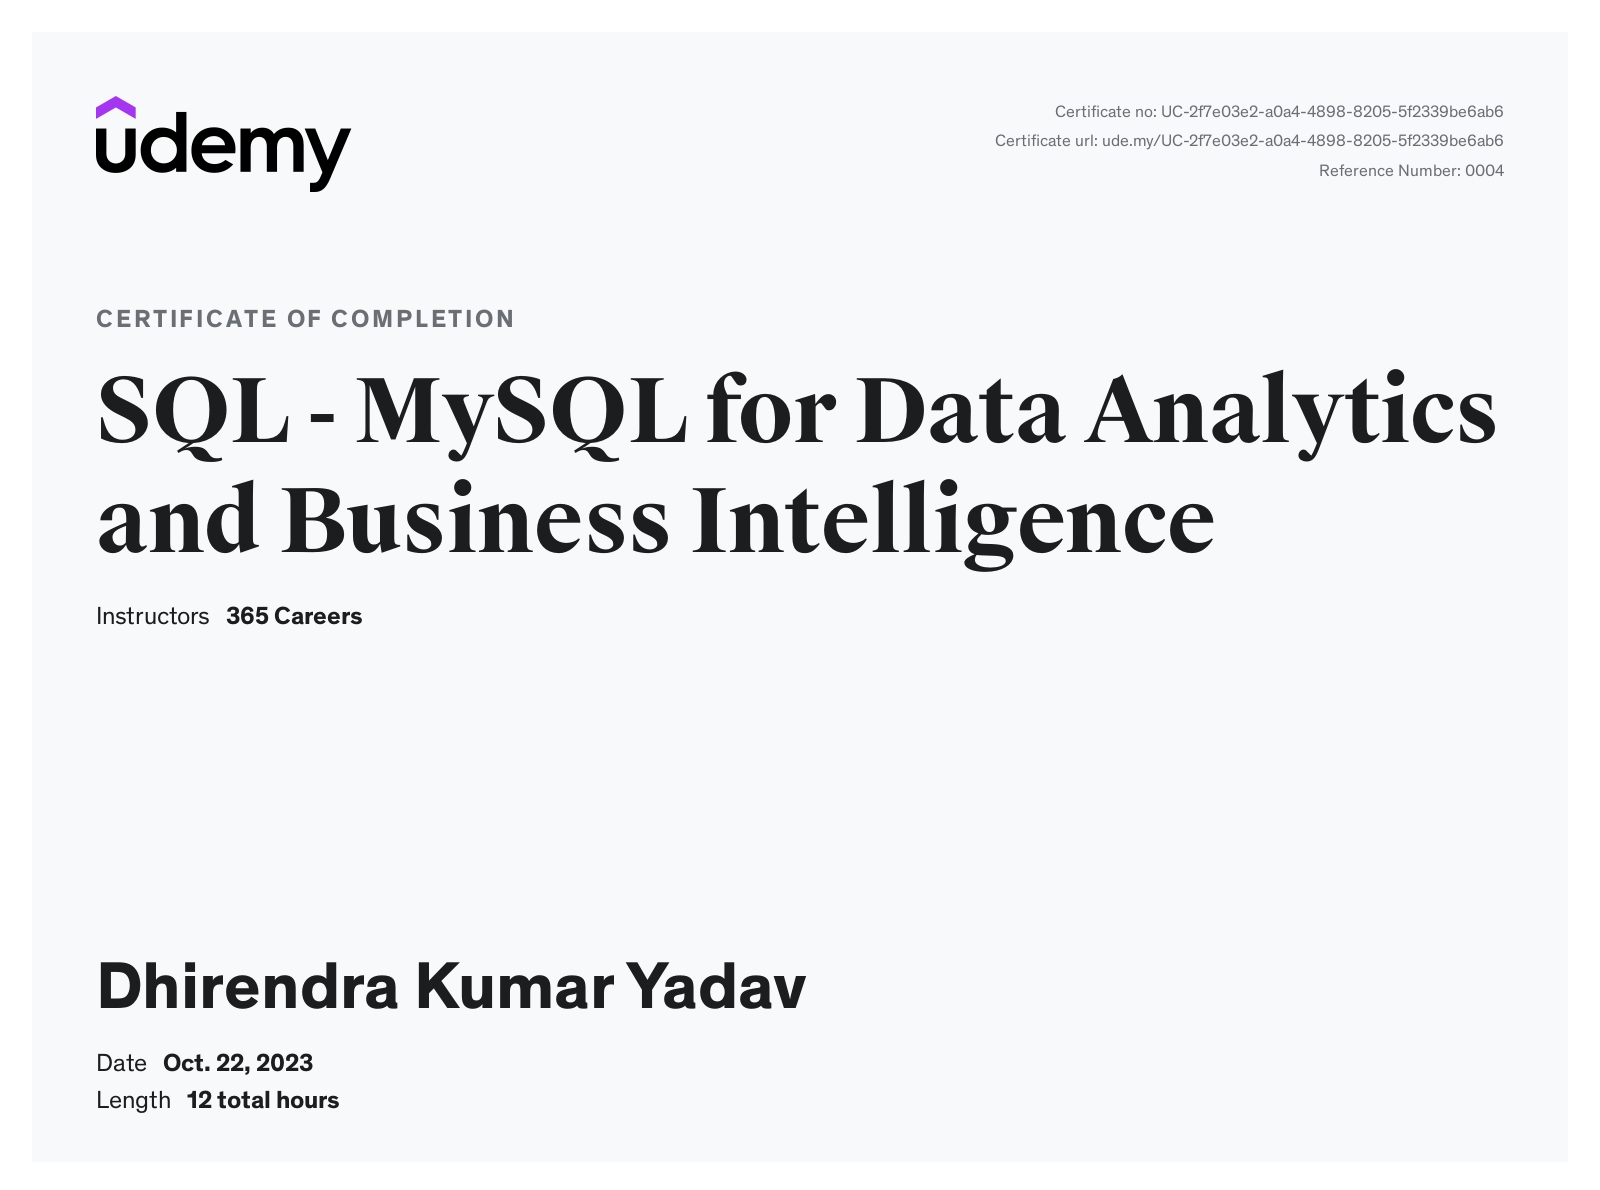 udemy
Certificate no: UC-2f7e03e2-a0a4-4898-8205-5f2339be6ab6
Certificate url: ude.my/UC-2f7e03e2-a0a4-4898-8205-5f2339be6ab6
Reference Number: 0004
CERTIFICATE OF COMPLETION
SQL - MySQL for Data Analytics
and Business Intelligence
Instructors 365 Careers
Dhirendra Kumar Yadav
Date Oct. 22, 2023
Length 12 total hours